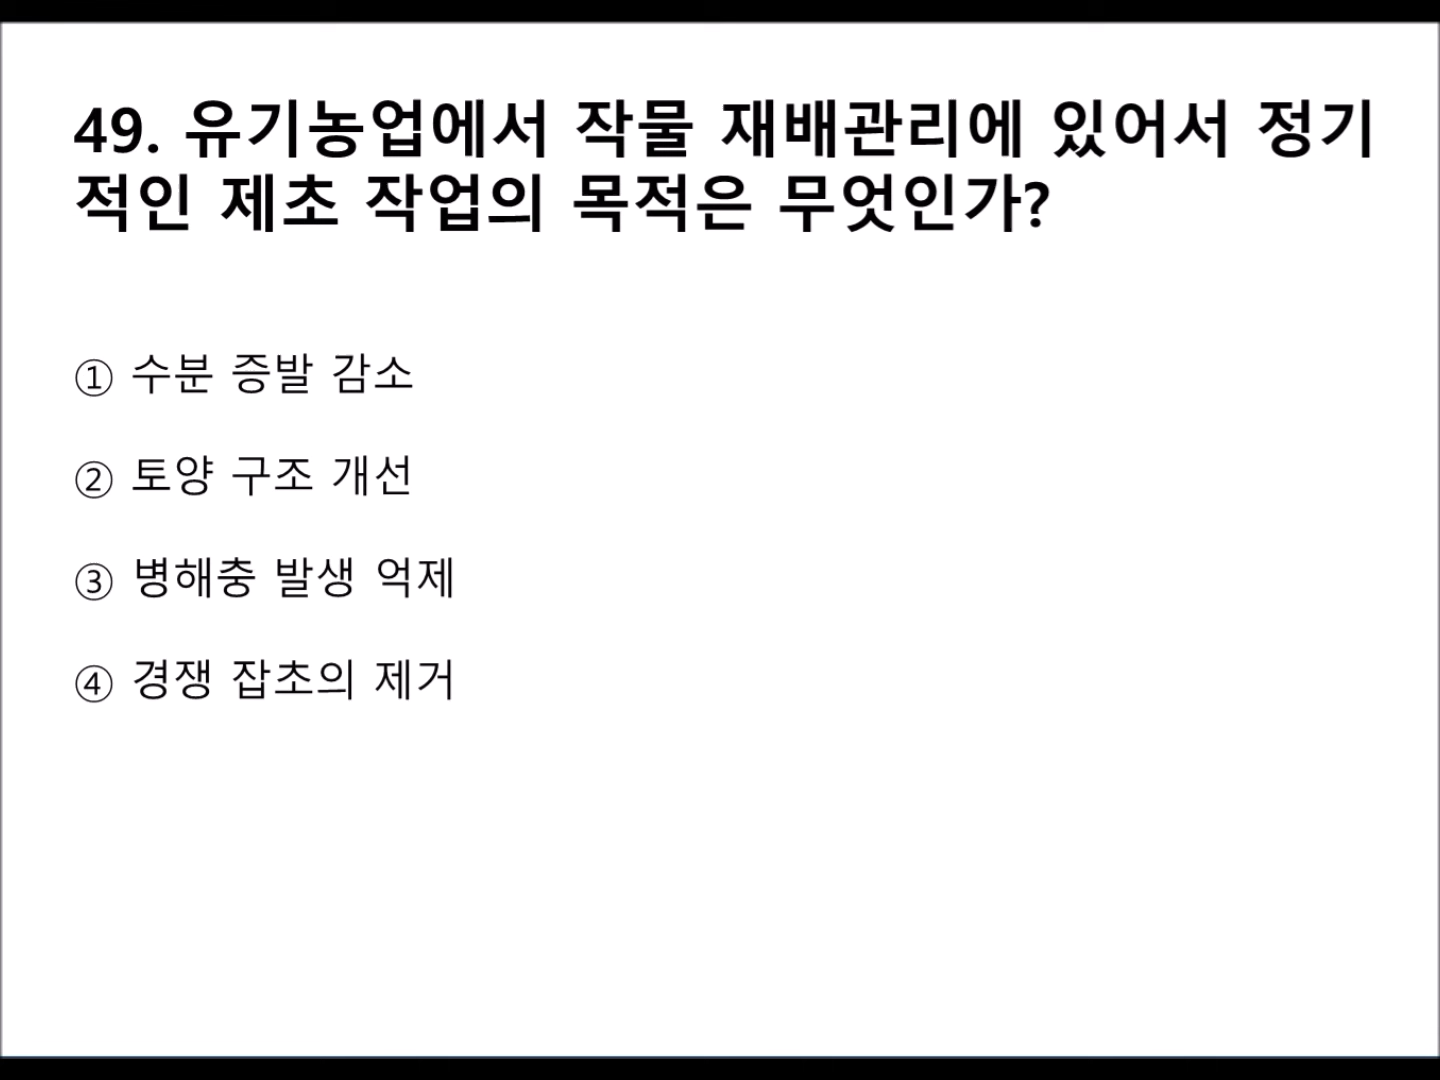 49. 유기농업에서 작물 재배관리에 있어서 정기
적인 제초 작업의 목적은 무엇인가?
① 수분 증발 감소
② 토양 구조 개선
③ 병해충 발생 억제
④ 경쟁 잡초의 제거